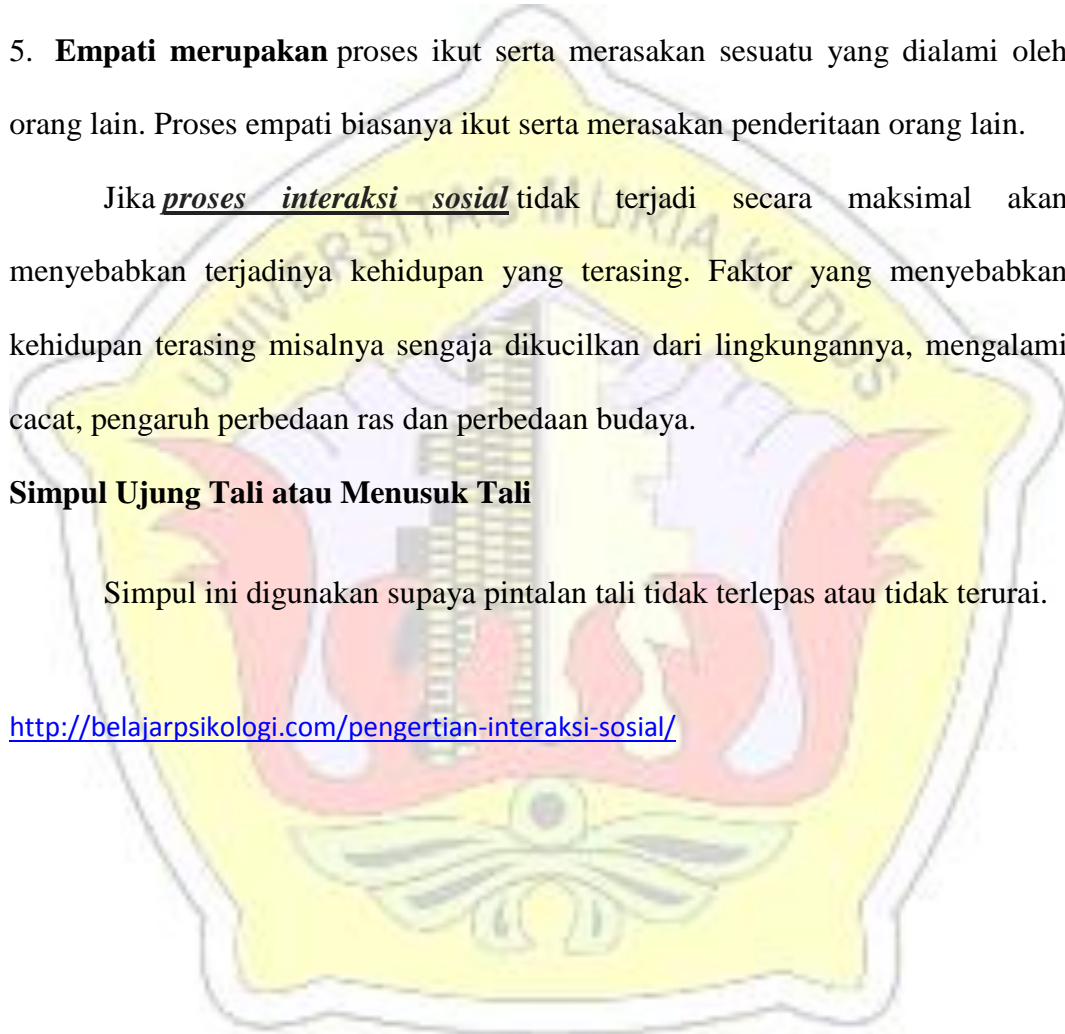 5. Empati merupakan proses ikut serta merasakan sesuatu yang dialami oleh
orang lain. Proses empati biasanya ikut serta merasakan penderitaan orang lain.
Jika proses interaksi sosial tidak terjadi secara maksimal akan
menyebabkan terjadinya kehidupan yang terasing. Faktor yang menyebabkan
kehidupan terasing misalnya sengaja dikucilkan dari lingkungannya, mengalami
cacat, pengaruh perbedaan ras dan perbedaan budaya.
Simpul Ujung Tali atau Menusuk Tali
Simpul ini digunakan supaya pintalan tali tidak terlepas atau tidak terurai.
http://belajarpsikologi.com/pengertian-interaksi-sosial/
UNIVERSITAS MURIA KUDUS